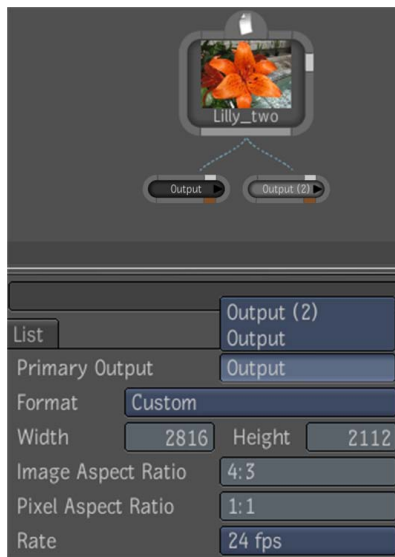 Lilly_two
Output
Output (2)
Output (2)
List
Output
Primary Output
Output
Format
Custom
Width
2816
Height
2112
Image Aspect Ratio
4:3
Pixel Aspect Ratio
1:1
Rate
24 fps